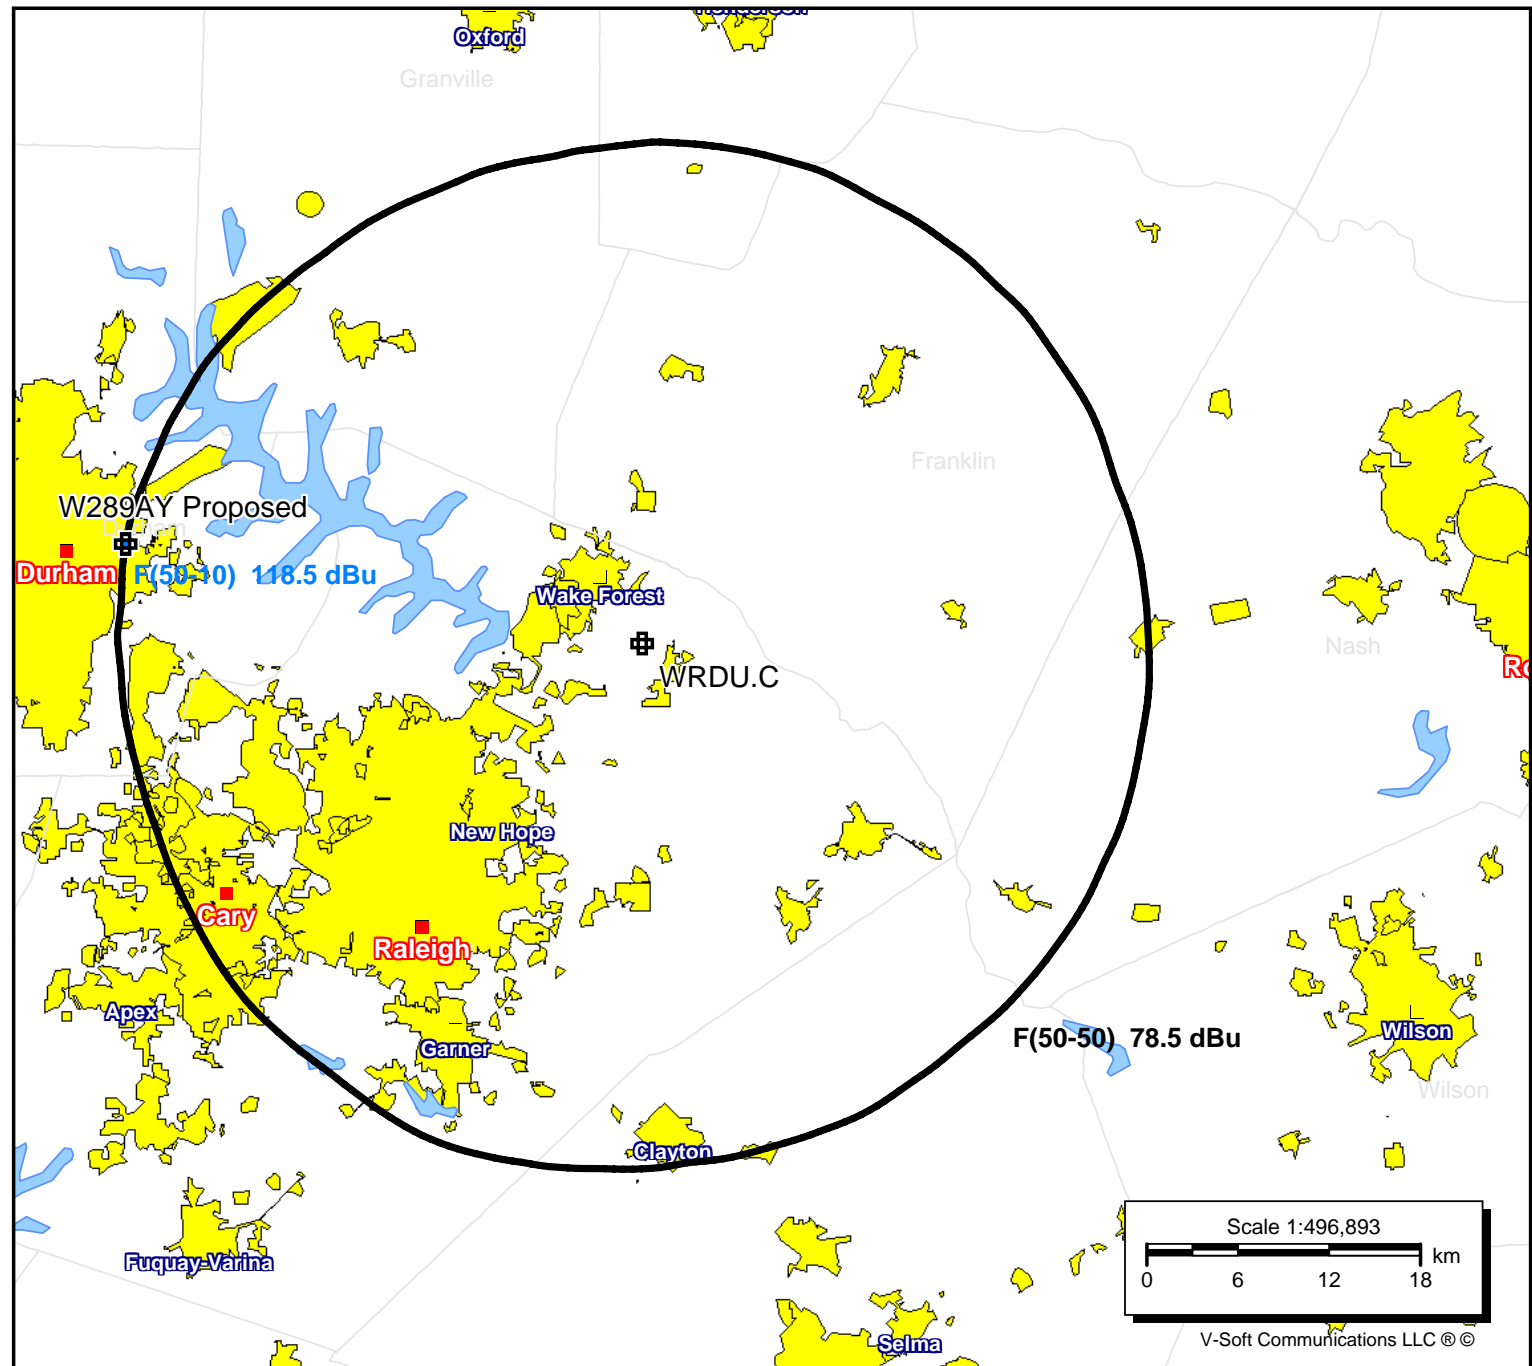 Henderson
Oxford
Granville
Franklin
W289AY Proposed
Durham
Durham
F(50-10) 118.5 dBu
Wake Forest
Nash
WRDU.C
New Hope
Cary
Raleigh
Apex
Garner
F(50-50) 78.5 dBu
Wilson
Wilson
Clayton
Fuquay-Varina
Selma
Scale 1:496,893
km
0 6 12 18
V-Soft Communications LLC ® ©